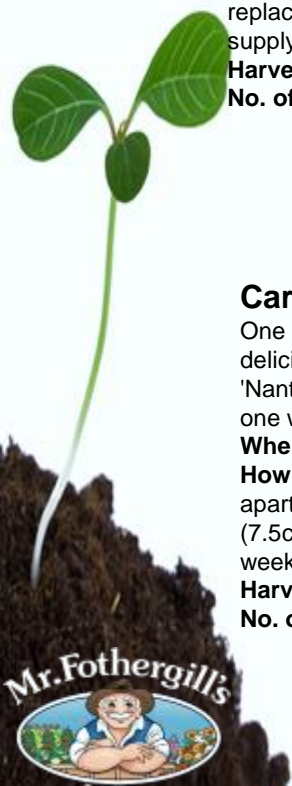 replac
supply
Harve
No. of
Car
One
delici
'Nant
one w
Whe
How
apart
(7.5c
week
Harv
No. o
Mr.Fothergill's